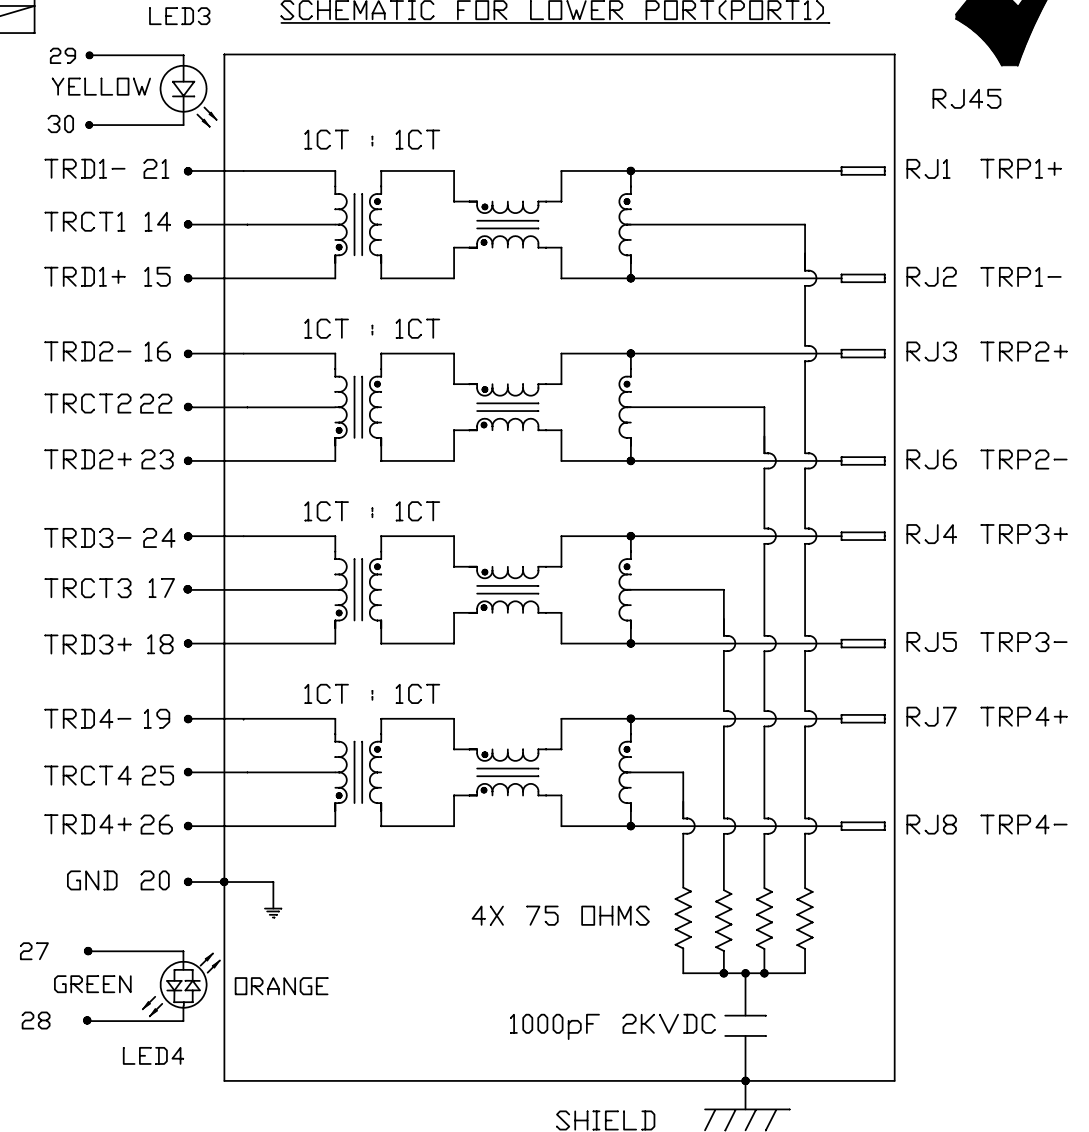 SCHEMATIC FOR LOWER PORT(PORT1)
LED3
29
YELLOW
30
RJ45
1CT : 1CT
TRD1- 21
RJ1 TRP1+
TRCT1 14
TRD1+ 15
RJ2 TRP1-
1CT : 1CT
TRD2- 16
RJ3 TRP2+
TRCT2 22
TRD2+ 23
RJ6 TRP2-
1CT : 1CT
TRD3- 24
RJ4 TRP3+
TRCT3 17
TRD3+ 18
RJ5 TRP3-
1CT : 1CT
TRD4- 19
RJ7 TRP4+
TRCT4 25
TRD4+ 26
RJ8 TRP4-
GND 20
4X 75 OHMS
27
GREEN
ORANGE
28
1000pF 2KVDC
LED4
SHIELD